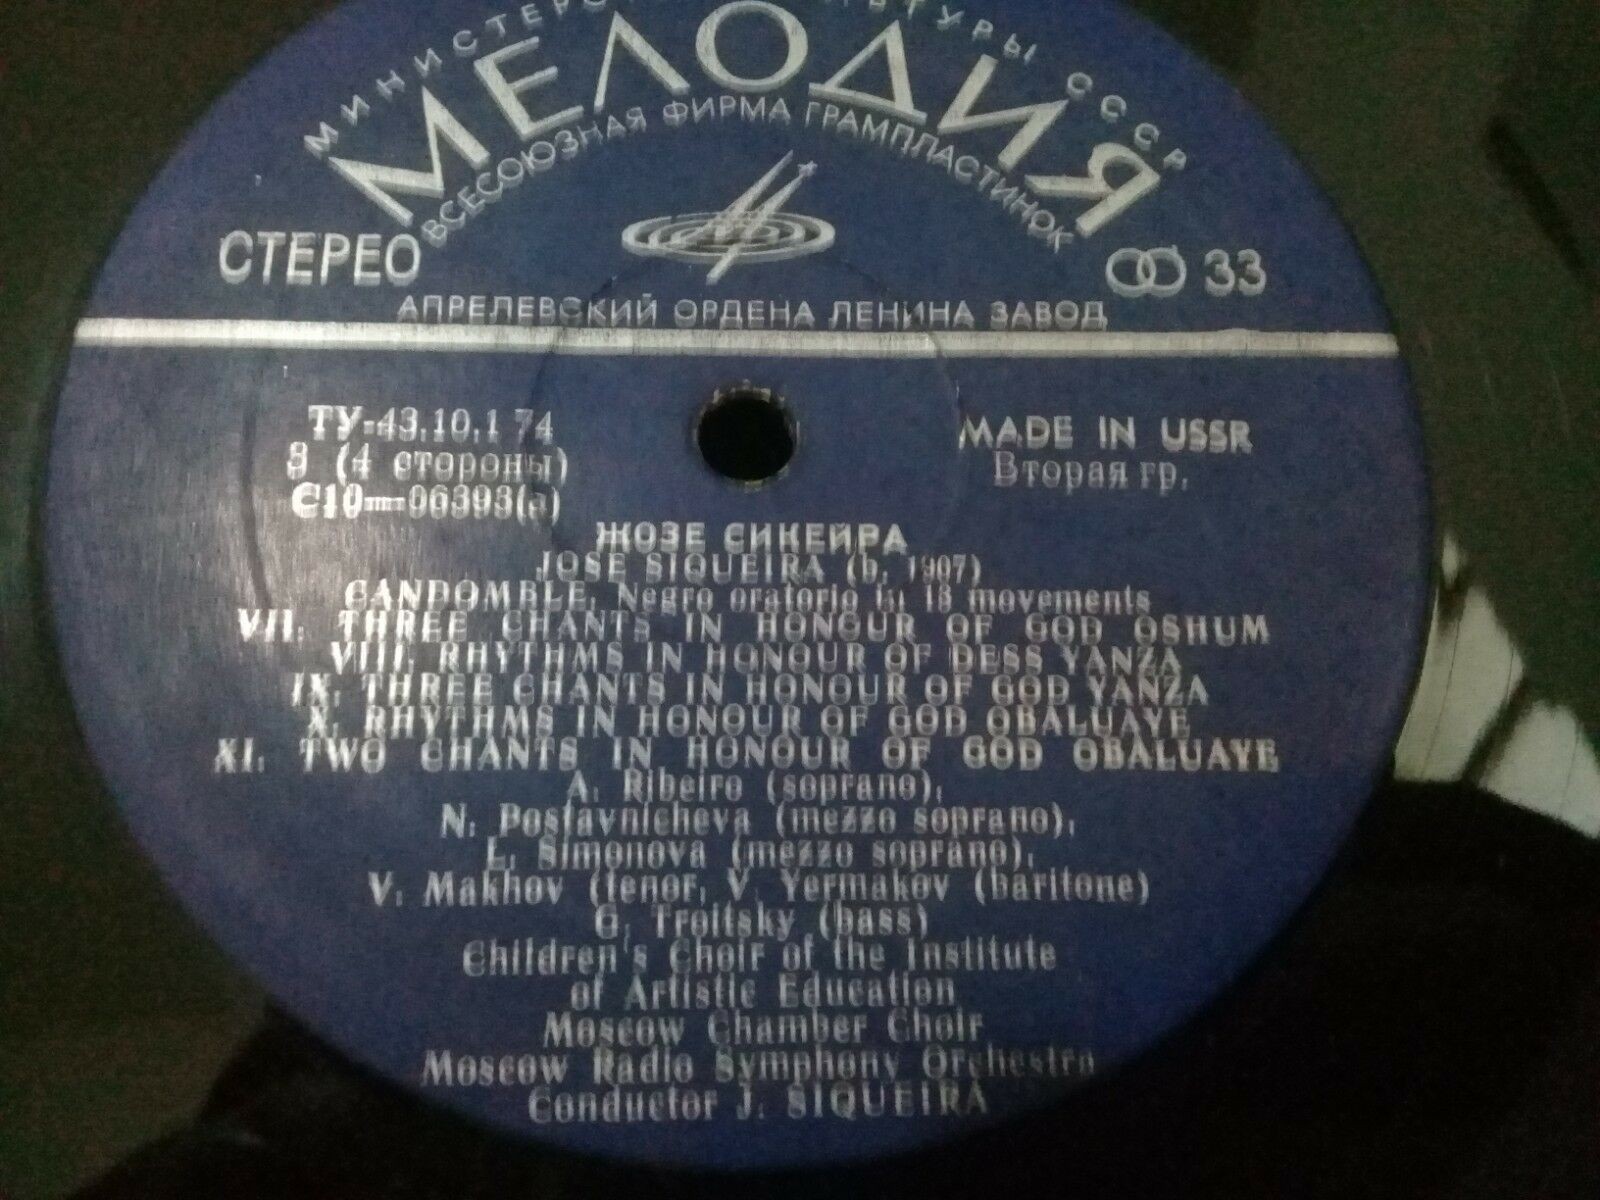 МИНИСТЕРСТВО КУЛЬТУРЫ СССР
МЕЛОДИЯ
ВСЕСОЮЗНАЯ ФИРМА ГРАМПЛАСТИНОК
СТЕРЕО
33
АПРЕЛЕВСКИЙ ОРДЕНА ЛЕНИНА ЗАВОД
ТУ-43.10.1 74
MADE IN USSR
3 (4 стороны)
Вторая гр.
С10—06393(а)
ЖОЗЕ СИКЕЙРА
JOSE SIQUEIRA (b. 1907)
CANDOMBLE, Negro oratorio in 13 movements
VII. THREE CHANTS IN HONOUR OF GOD OSHUM
VIII. RHYTHMS IN HONOUR OF DESS YANZA
IX. THREE CHANTS IN HONOUR OF GOD YANZA
X. RHYTHMS IN HONOUR OF GOD OBALUAYE
XI. TWO CHANTS IN HONOUR OF GOD OBALUAYE
A. Ribeiro (soprano),
N. Postavnicheva (mezzo soprano),
L. Simonova (mezzo soprano),
V. Makhov (tenor, V. Yermakov (baritone)
G. Troitsky (bass)
Children's Choir of the Institute
of Artistic Education
Moscow Chamber Choir
Moscow Radio Symphony Orchestra
Conductor J. SIQUEIRA